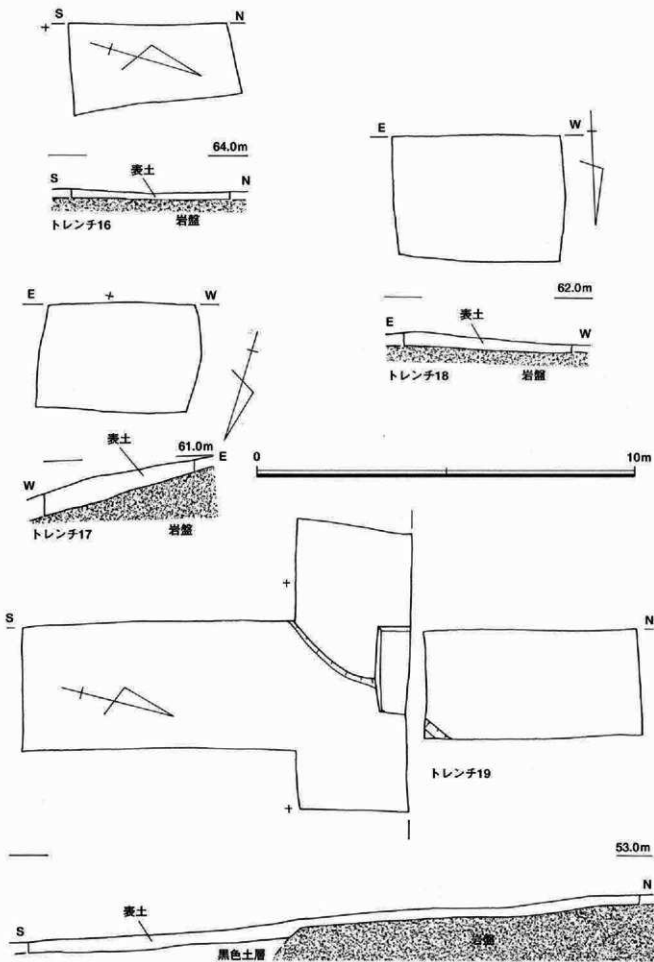 S N
64.0m
S 表土 N
トレンチ16 岩盤
E W
62.0m
E 表土 W
トレンチ18 岩盤
E W
61.0m
表土 E
W
トレンチ17 岩盤
0 10m
S N
トレンチ19
53.0m
N
S 表土
黒色土層 岩盤